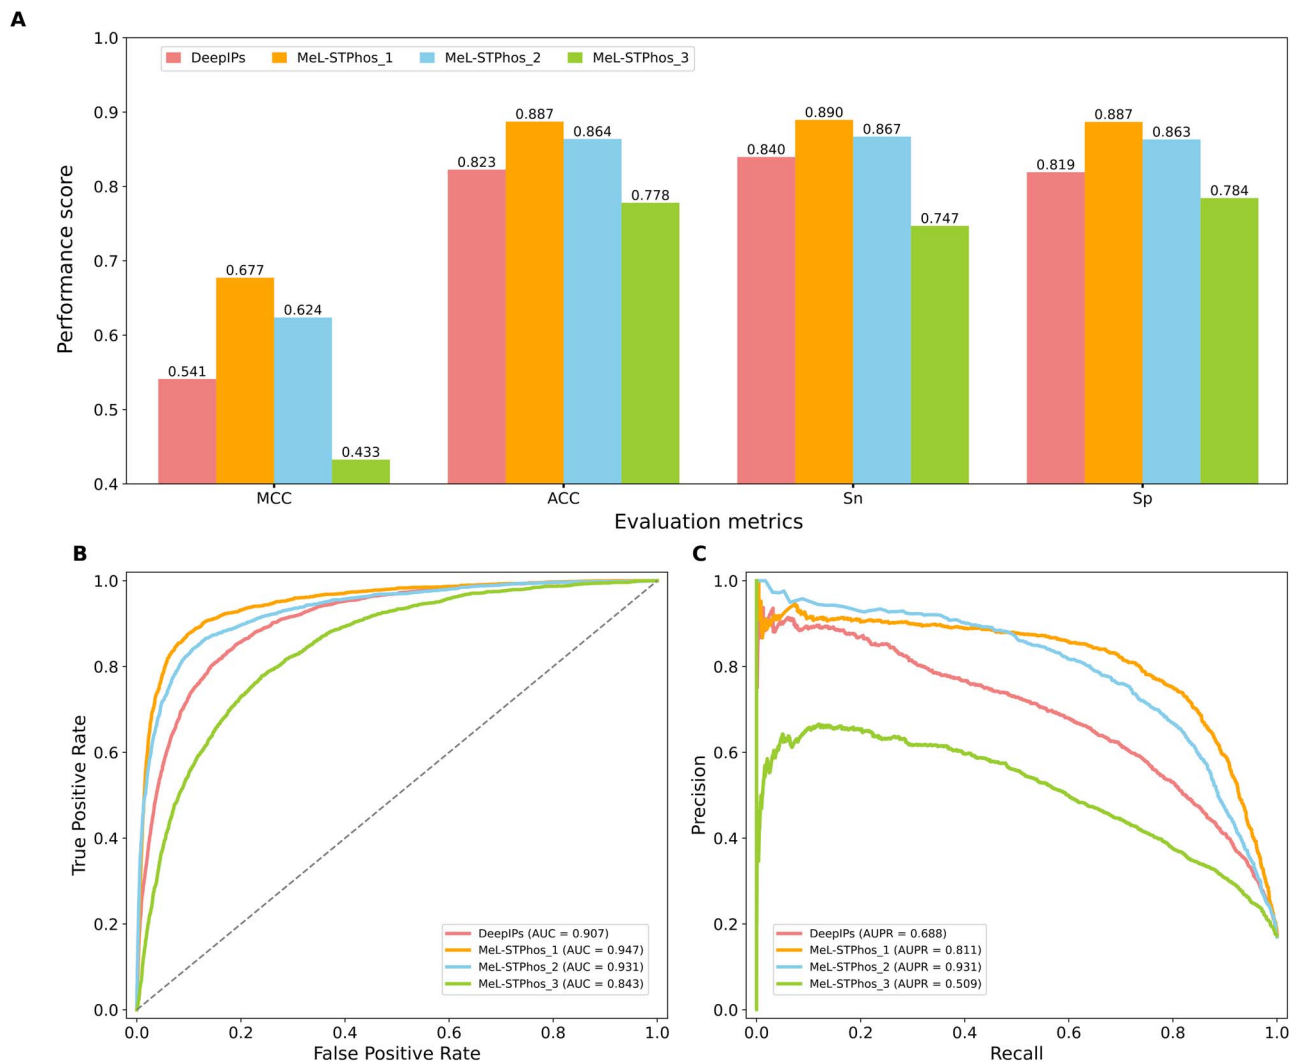 A
1.0
DeepIPs MeL-STPhos_1 MeL-STPhos_2 MeL-STPhos_3
0.9
0.887 0.890 0.887
0.864 0.867 0.863
0.823 0.840 0.819
0.8
0.778 0.747 0.784
0.7
0.677
0.624
0.6
0.541
0.5
0.433
0.4
Performance score
MCC ACC Sn Sp
Evaluation metrics
B
1.0
0.8
0.6
0.4
0.2
0.0
True Positive Rate
DeepIPs (AUC = 0.907)
MeL-STPhos_1 (AUC = 0.947)
MeL-STPhos_2 (AUC = 0.931)
MeL-STPhos_3 (AUC = 0.843)
0.0 0.2 0.4 0.6 0.8 1.0
False Positive Rate
C
1.0
0.8
0.6
0.4
0.2
0.0
Precision
DeepIPs (AUPR = 0.688)
MeL-STPhos_1 (AUPR = 0.811)
MeL-STPhos_2 (AUPR = 0.931)
MeL-STPhos_3 (AUPR = 0.509)
0.0 0.2 0.4 0.6 0.8 1.0
Recall